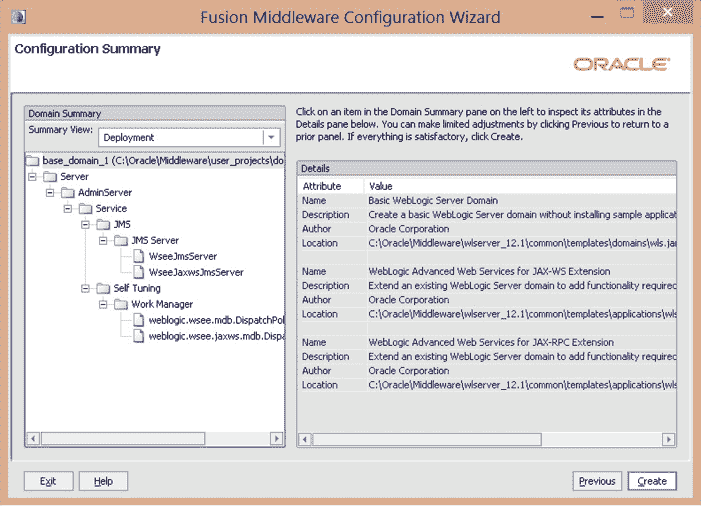 Fusion Middleware Configuration Wizard
Configuration Summary
ORACLE
Domain Summary
Summary View: Deployment
base_domain_1 (C:\Oracle\Middleware\user_projects\do
Server
AdminServer
Service
JMS
JMS Server
WseeJmsServer
WseeJaxwsJmsServer
Self Tuning
Work Manager
weblogic.wsee.mdb.DispatchPol
weblogic.wsee.jaxws.mdb.Dispa
Click on an item in the Domain Summary pane on the left to inspect its attributes in the
Details pane below. You can make limited adjustments by clicking Previous to return to a
prior panel. If everything is satisfactory, click Create.
Details
Attribute Value
Name Basic WebLogic Server Domain
Description Create a basic WebLogic Server domain without installing sample applicat
Author Oracle Corporation
Location C:\Oracle\Middleware\wlserver_12.1\common\templates\domains\wls.jar
Name WebLogic Advanced Web Services for JAX-WS Extension
Description Extend an existing WebLogic Server domain to add functionality required
Author Oracle Corporation
Location C:\Oracle\Middleware\wlserver_12.1\common\templates\applications\wls
Name WebLogic Advanced Web Services for JAX-RPC Extension
Description Extend an existing WebLogic Server domain to add functionality required
Author Oracle Corporation
Location C:\Oracle\Middleware\wlserver_12.1\common\templates\applications\wls
Exit Help Previous Create